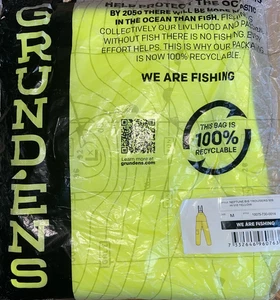 GRUNDENS
HELP PROTECT THE OCEANS
BY 2050 THERE WILL BE MORE
IN THE OCEAN THAN FISH. FISHING
COLLECTIVELY OUR LIVLIHOOD AND
WITHOUT FISH THERE IS NO FISHING. EVERY
EFFORT HELPS. THIS IS WHY OUR PACKAGING
IS NOW 100% RECYCLABLE.
WE ARE FISHING
THIS BAG IS
100%
RECYCLABLE
Learn more at
grundens.com
M
WE ARE FISHING